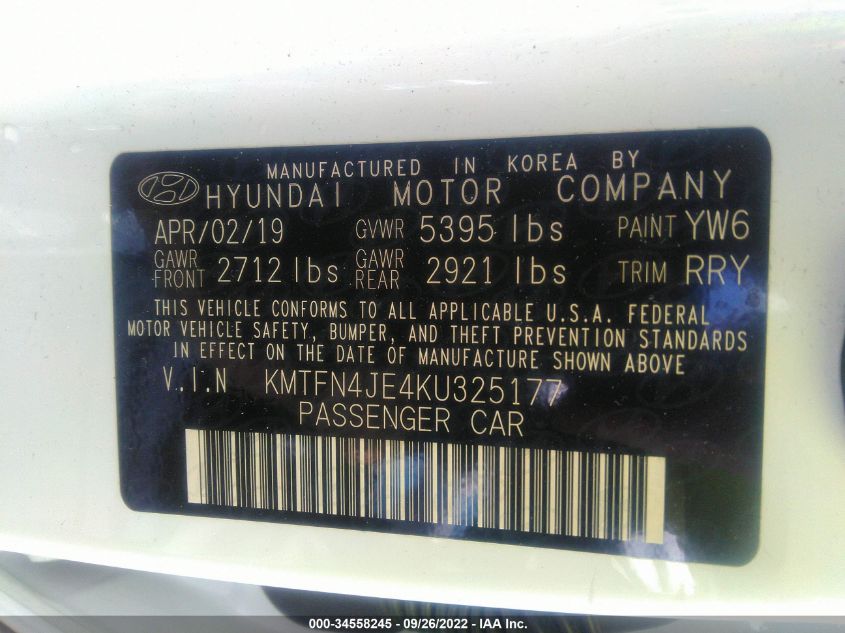 MANUFACTURED IN KOREA BY
HYUNDAI MOTOR COMPANY
APR/02/19 GVWR 5395 lbs PAINT YW6
GAWR FRONT 2712 lbs GAWR REAR 2921 lbs TRIM RRY
THIS VEHICLE CONFORMS TO ALL APPLICABLE U.S.A. FEDERAL
MOTOR VEHICLE SAFETY, BUMPER, AND THEFT PREVENTION STANDARDS
IN EFFECT ON THE DATE OF MANUFACTURE SHOWN ABOVE
V.I.N KMTFN4JE4KU325177
PASSENGER CAR
000-34558245 - 09/26/2022 - IAA Inc.